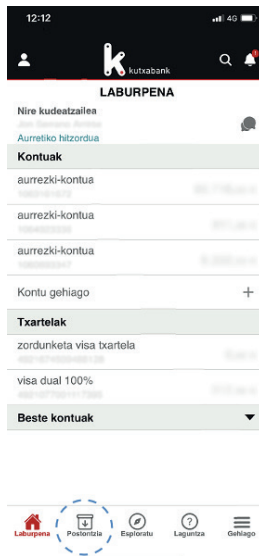 12:12
4G
kutxabank
LABURPENA
Nire kudeatzailea
Aurretiko hitzordua
Kontuak
aurrezki-kontua
aurrezki-kontua
aurrezki-kontua
Kontu gehiago +
Txartelak
zordunketa visa txartela
visa dual 100%
Beste kontuak
Laburpena Postontzia Esploratu Laguntza Gehiago